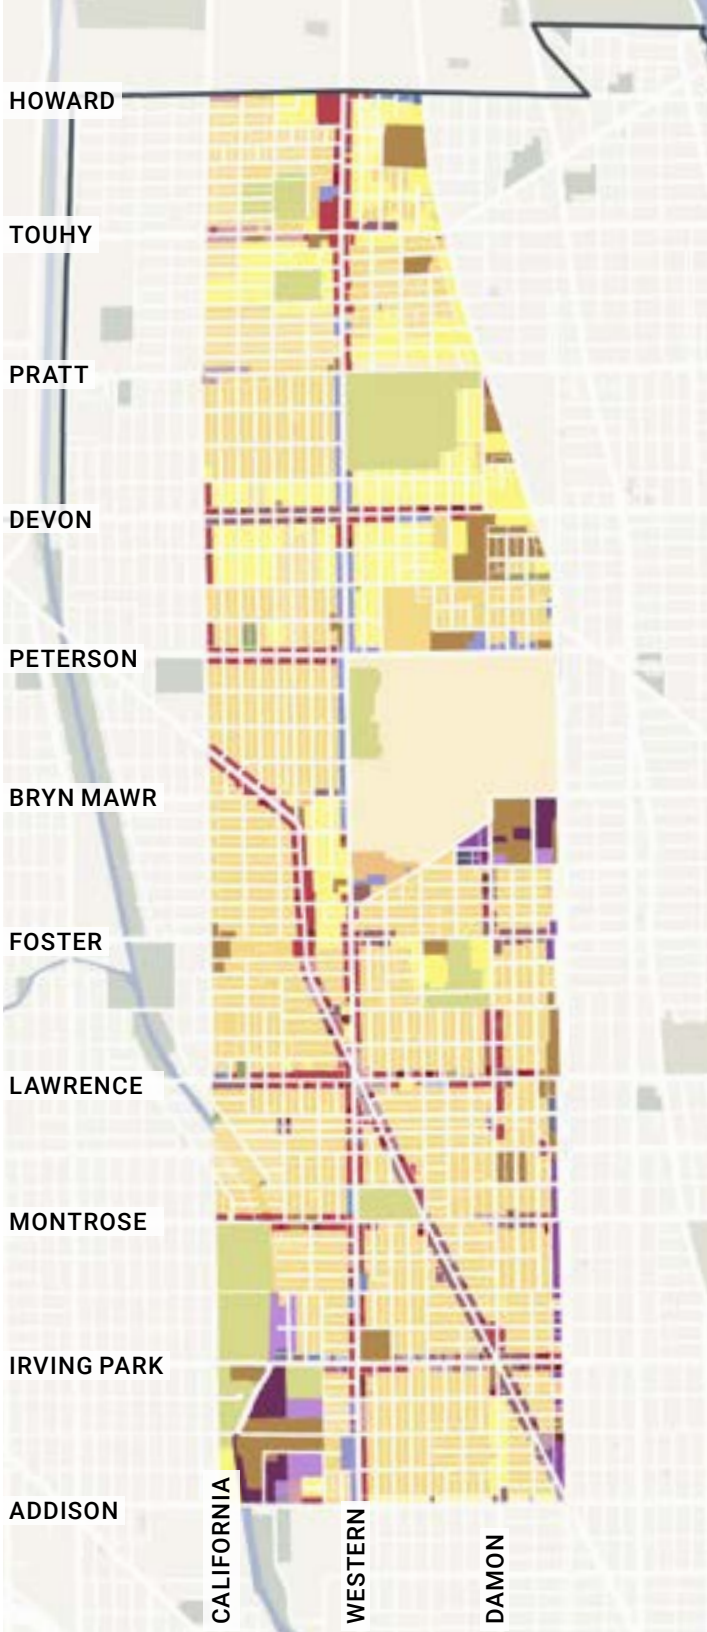 HOWARD
TOUHY
PRATT
DEVON
PETERSON
BRYN MAWR
FOSTER
LAWRENCE
MONTROSE
IRVING PARK
ADDISON
CALIFORNIA
WESTERN
DAMON